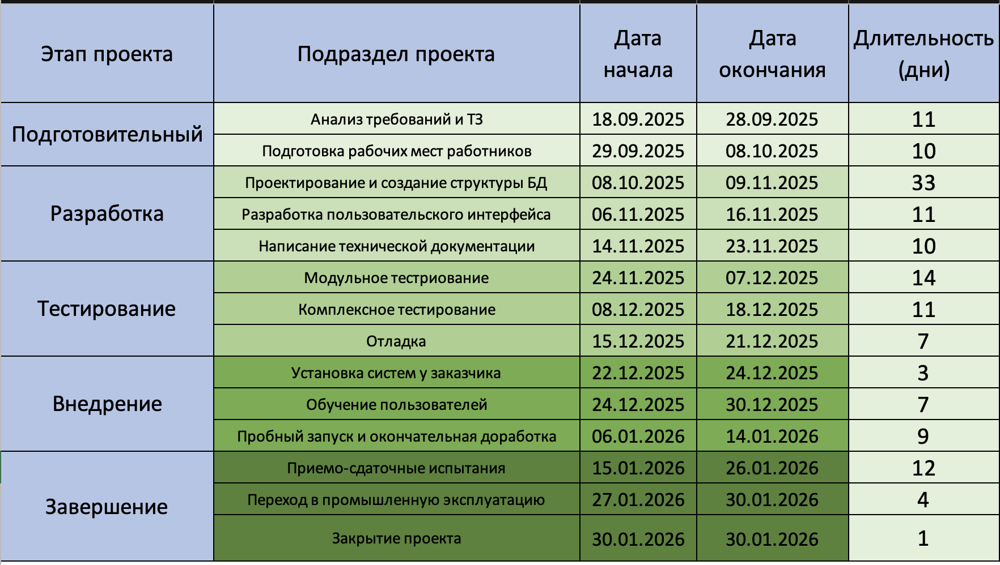 Этап проекта Подраздел проекта Дата начала Дата окончания Длительность (дни)
Подготовительный
Анализ требований и ТЗ 18.09.2025 28.09.2025 11
Подготовка рабочих мест работников 29.09.2025 08.10.2025 10
Разработка
Проектирование и создание структуры БД 08.10.2025 09.11.2025 33
Разработка пользовательского интерфейса 06.11.2025 16.11.2025 11
Написание технической документации 14.11.2025 23.11.2025 10
Тестирование
Модульное тестриование 24.11.2025 07.12.2025 14
Комплексное тестирование 08.12.2025 18.12.2025 11
Отладка 15.12.2025 21.12.2025 7
Внедрение
Установка систем у заказчика 22.12.2025 24.12.2025 3
Обучение пользователей 24.12.2025 30.12.2025 7
Пробный запуск и окончательная доработка 06.01.2026 14.01.2026 9
Завершение
Приемо-сдаточные испытания 15.01.2026 26.01.2026 12
Переход в промышленную эксплуатацию 27.01.2026 30.01.2026 4
Закрытие проекта 30.01.2026 30.01.2026 1